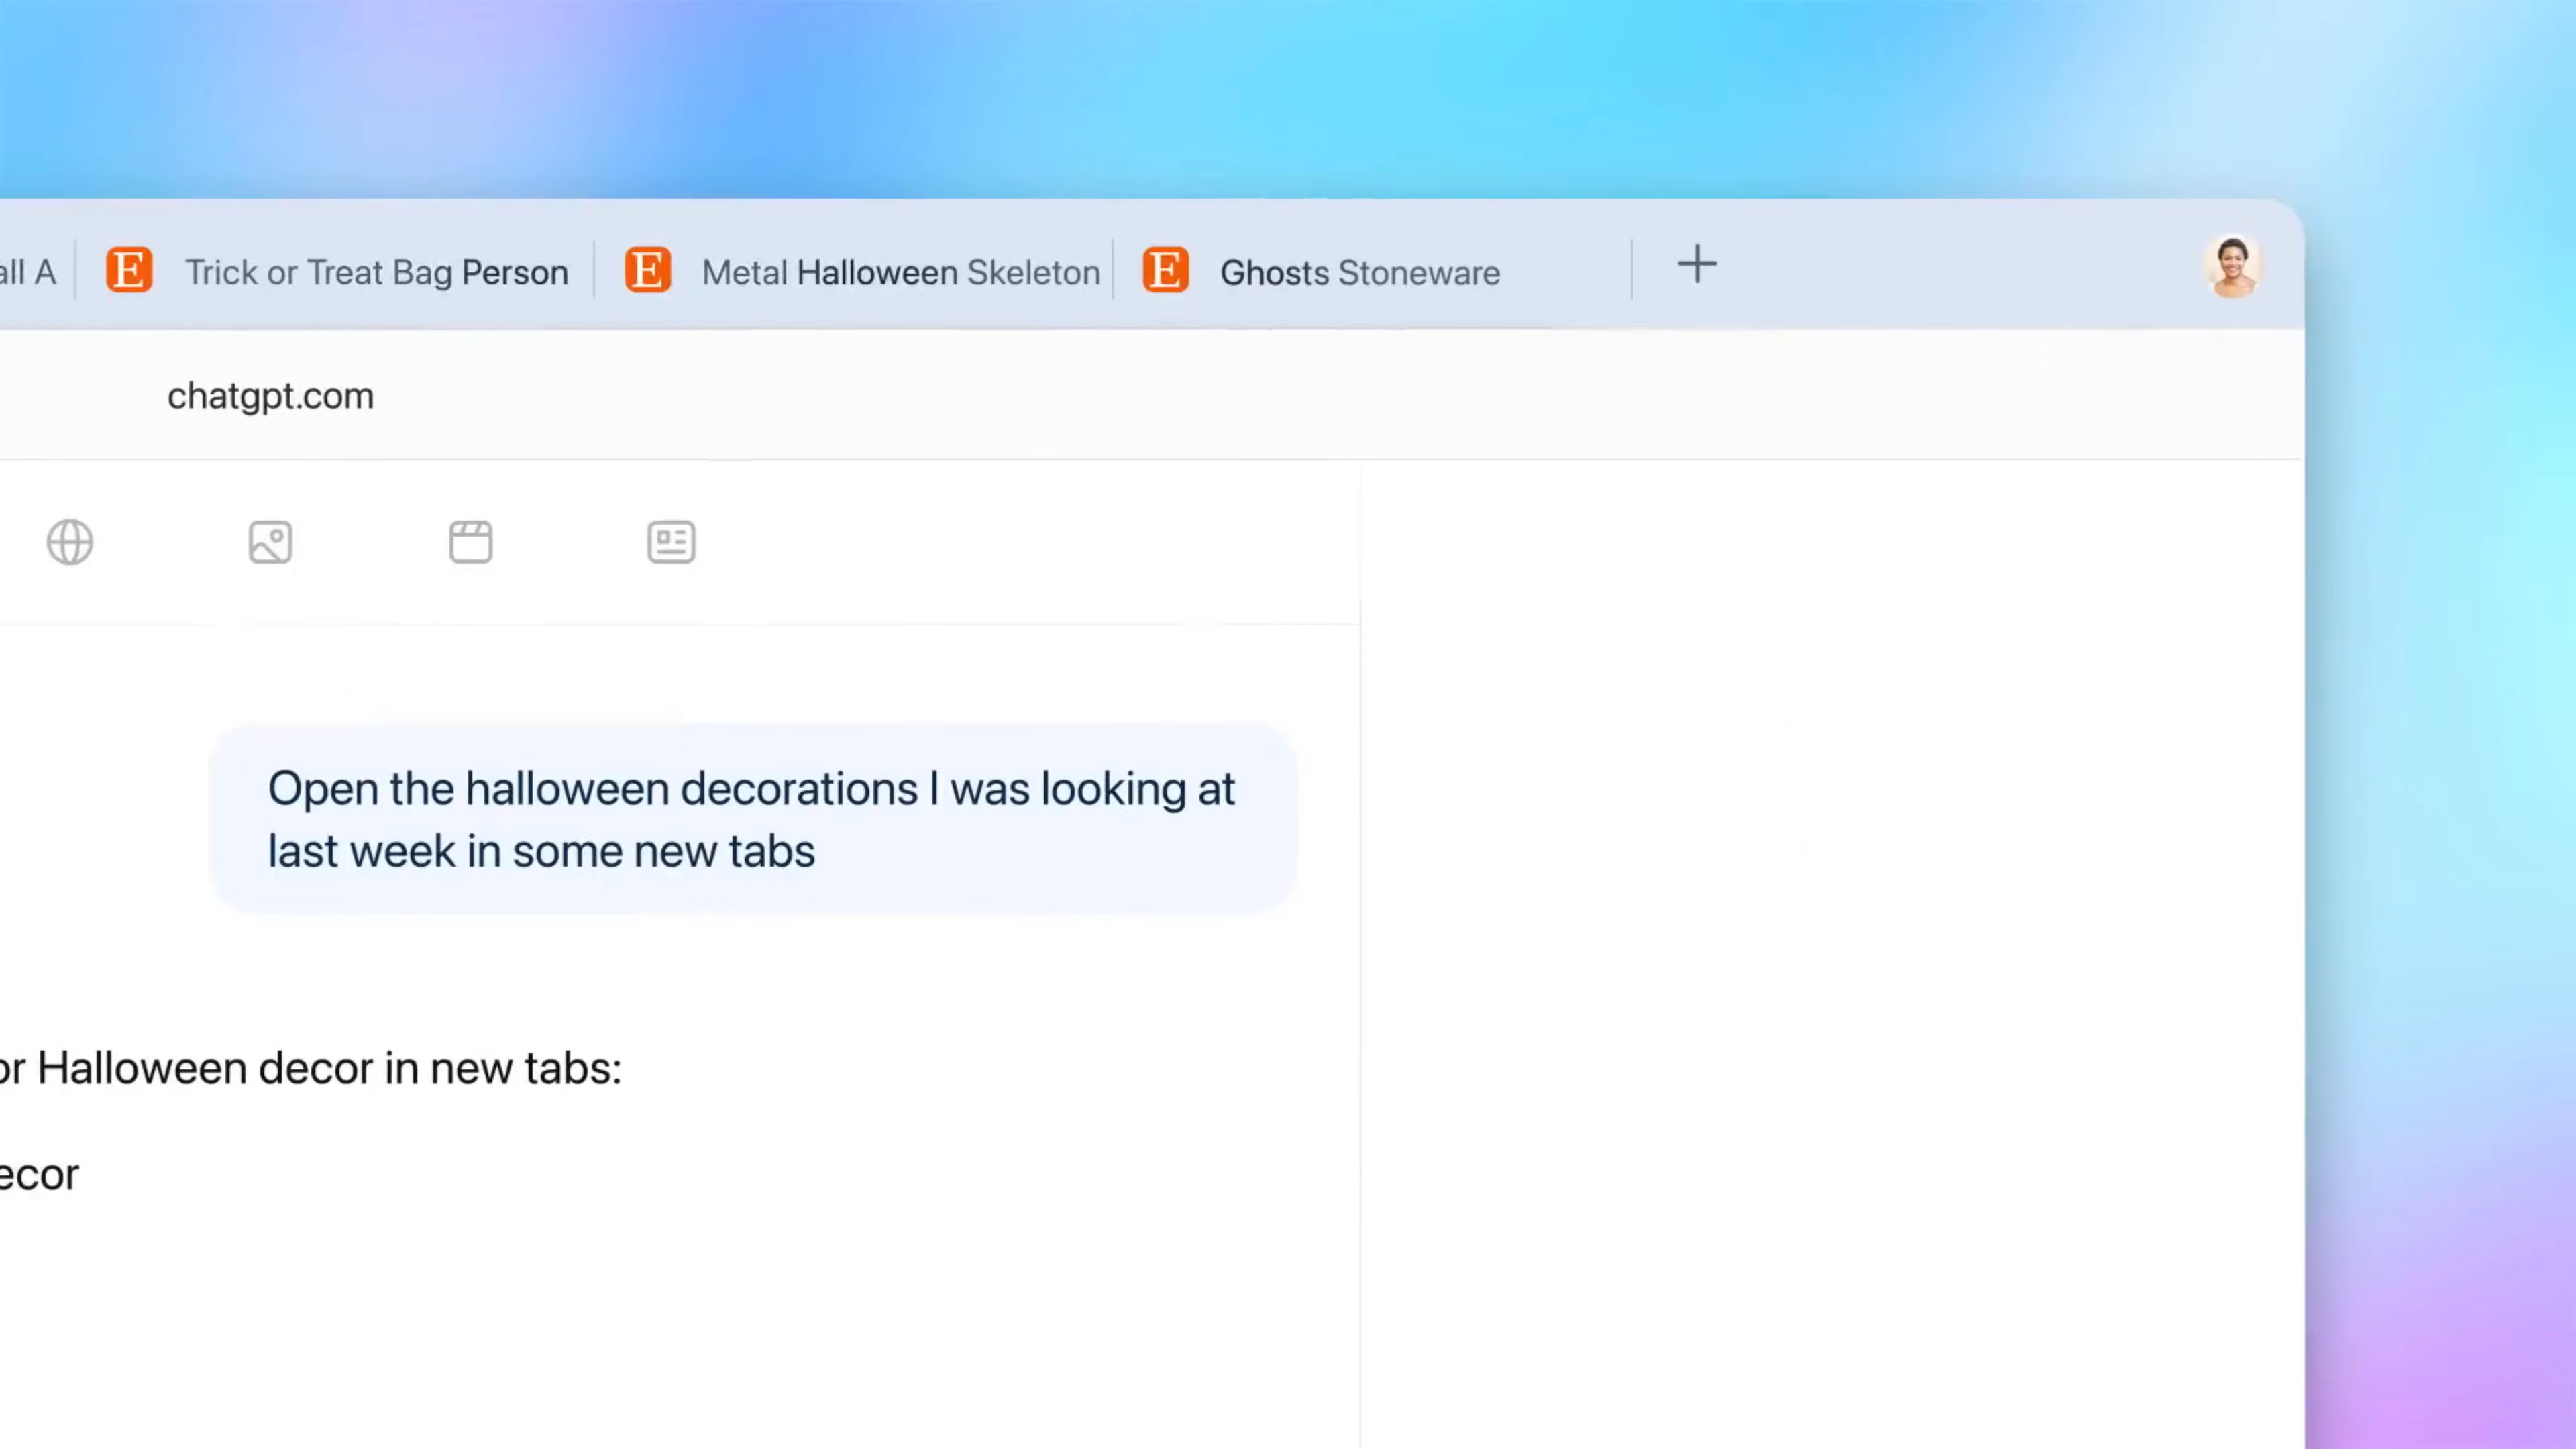 all A
E Trick or Treat Bag Person
E Metal Halloween Skeleton
E Ghosts Stoneware
chatgpt.com
Open the halloween decorations I was looking at
last week in some new tabs
or Halloween decor in new tabs:
ecor